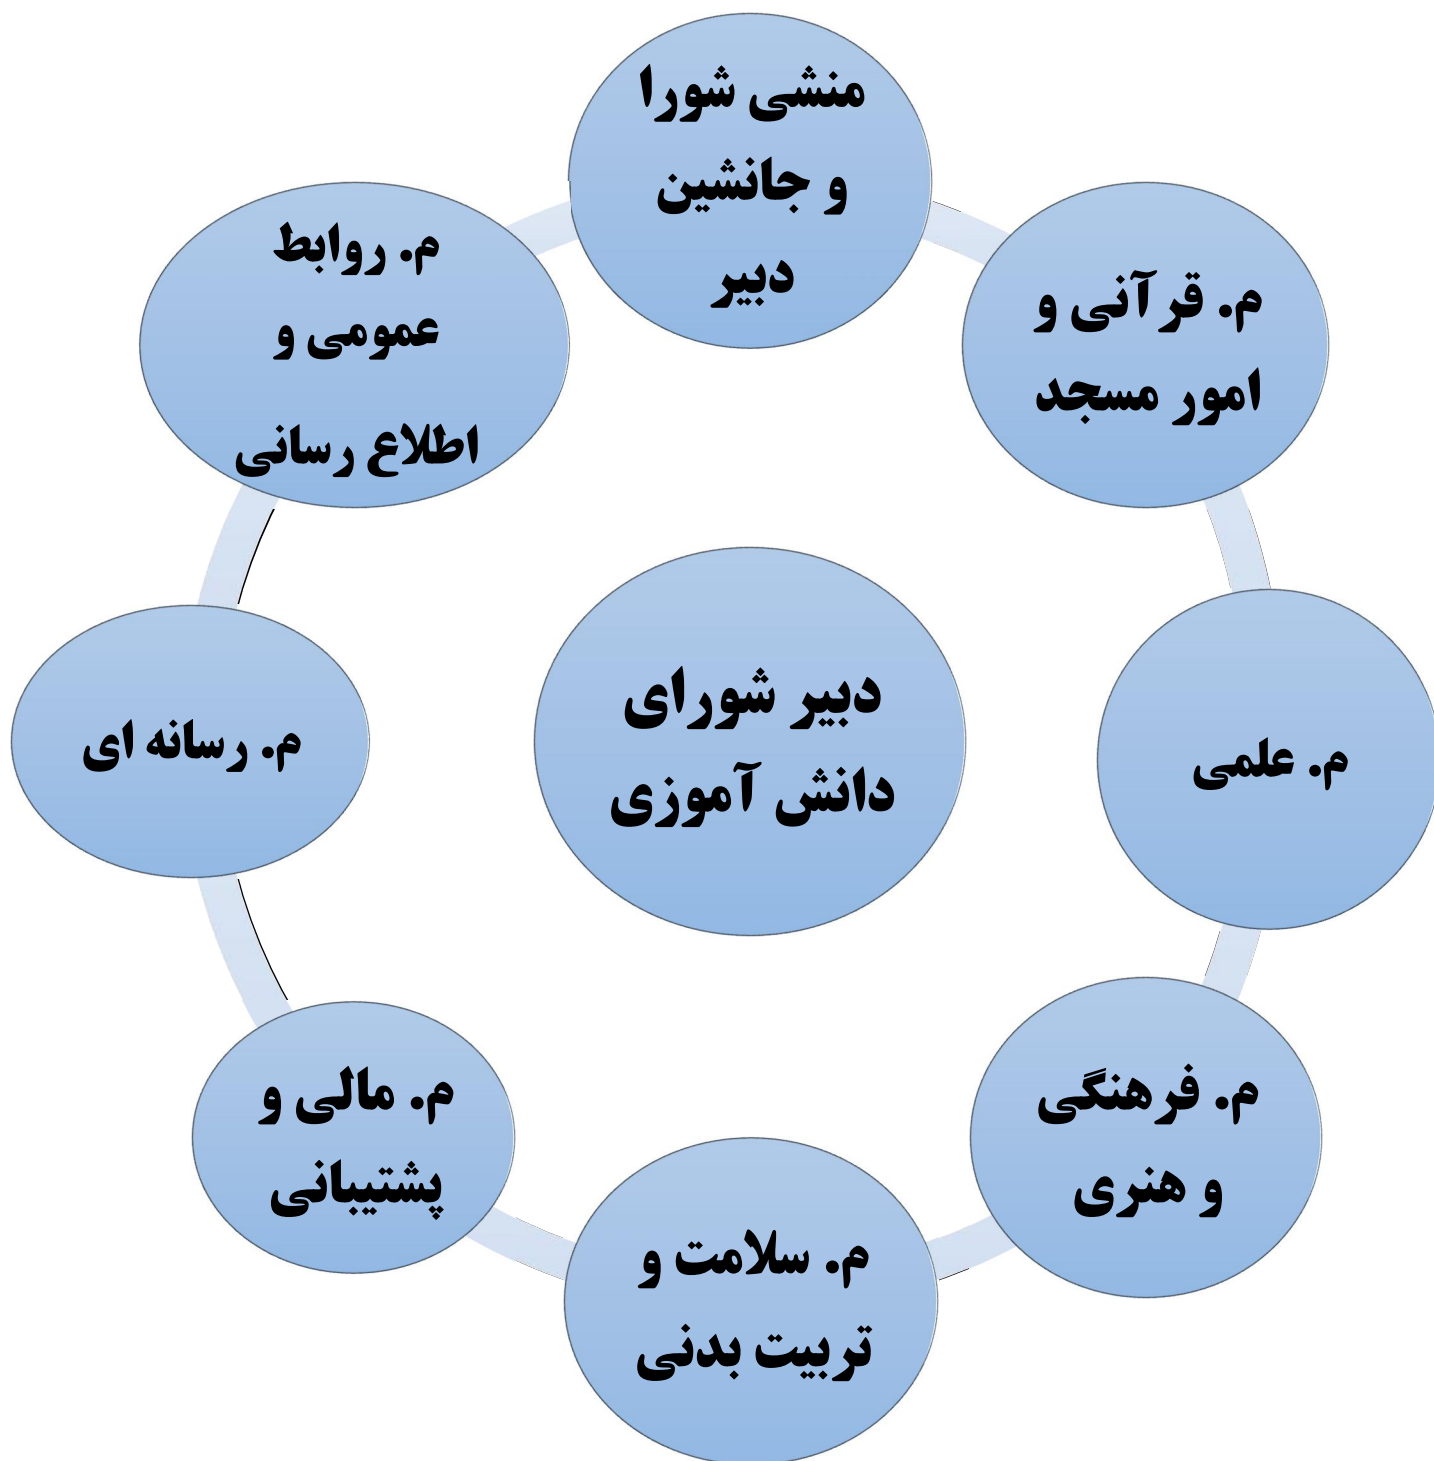 منشی شورا
و جانشین
دبیر
م. قرآنی و
امور مسجد
م. علمی
م. فرهنگی
و هنری
م. سلامت و
تربیت بدنی
م. مالی و
پشتیبانی
م. رسانه ای
م. روابط
عمومی و
اطلاع رسانی
دبیر شورای
دانش آموزی